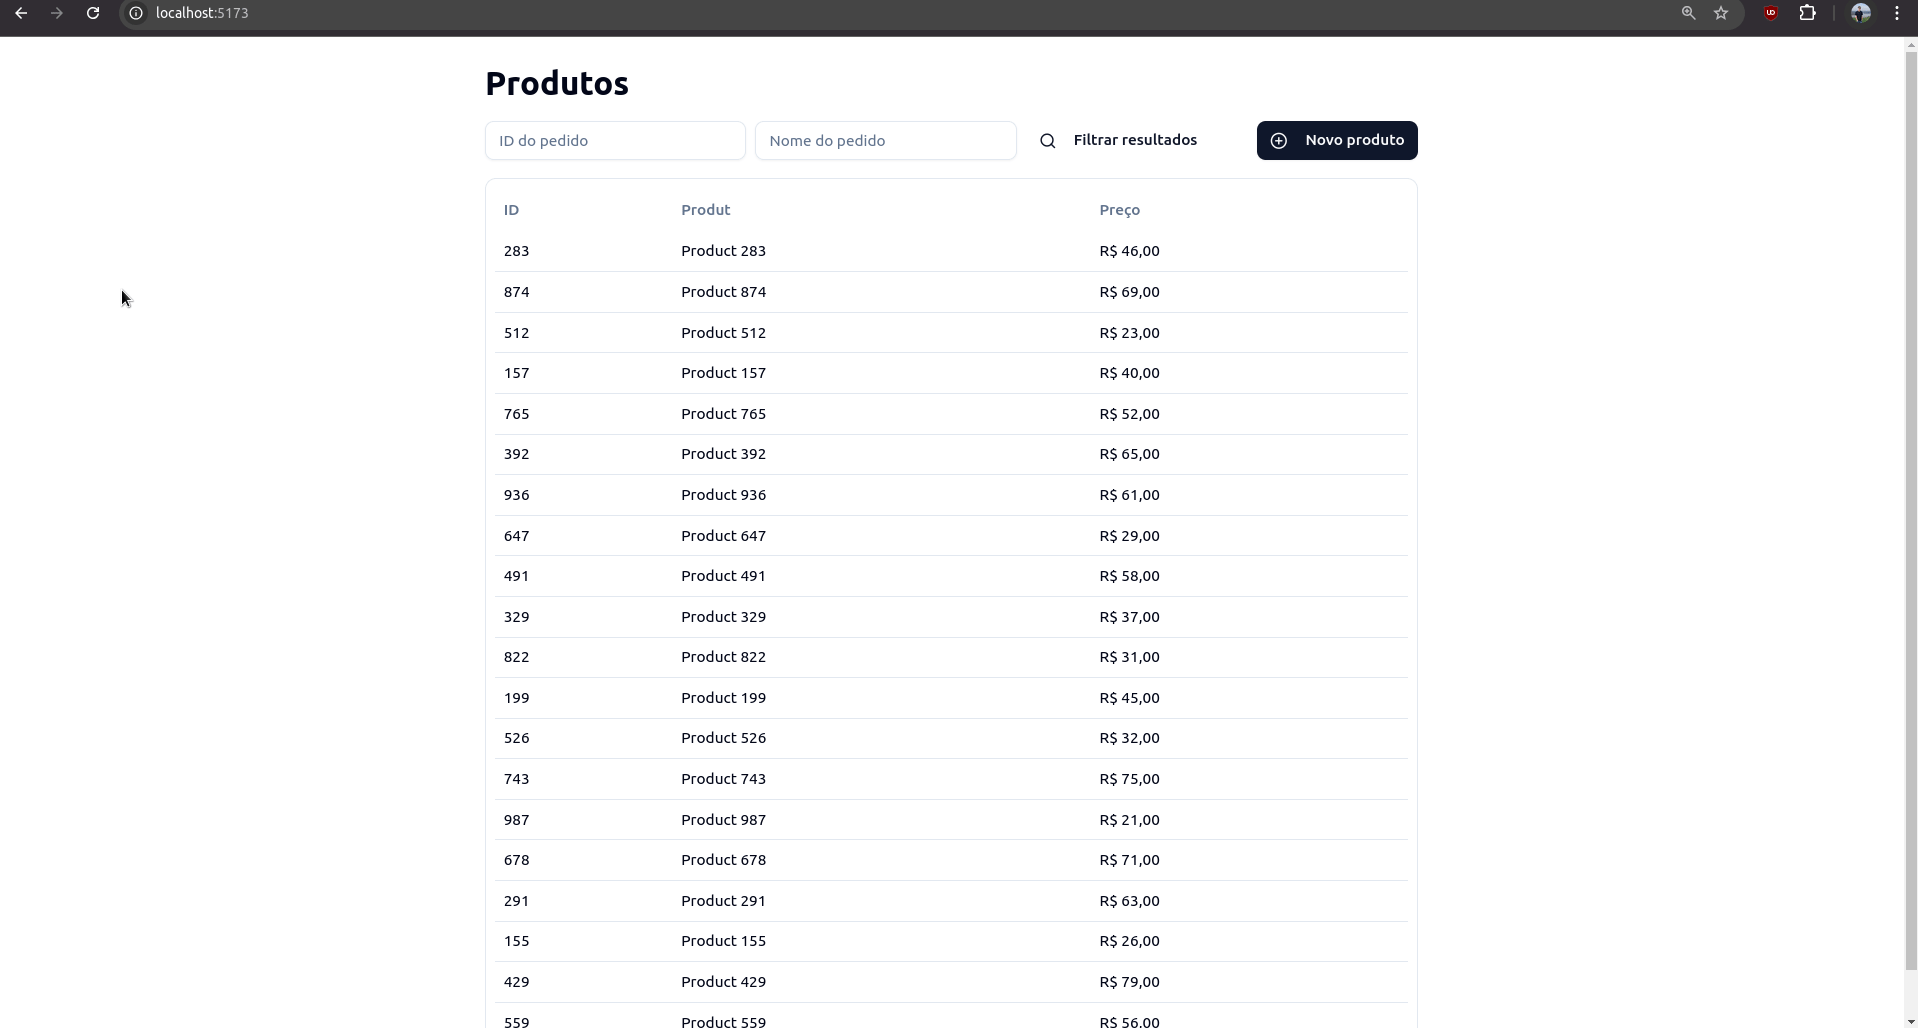 localhost:5173
Produtos
ID do pedido Nome do pedido Filtrar resultados Novo produto
ID Produt Preço
283 Product 283 R$ 46,00
874 Product 874 R$ 69,00
512 Product 512 R$ 23,00
157 Product 157 R$ 40,00
765 Product 765 R$ 52,00
392 Product 392 R$ 65,00
936 Product 936 R$ 61,00
647 Product 647 R$ 29,00
491 Product 491 R$ 58,00
329 Product 329 R$ 37,00
822 Product 822 R$ 31,00
199 Product 199 R$ 45,00
526 Product 526 R$ 32,00
743 Product 743 R$ 75,00
987 Product 987 R$ 21,00
678 Product 678 R$ 71,00
291 Product 291 R$ 63,00
155 Product 155 R$ 26,00
429 Product 429 R$ 79,00
559 Product 559 R$ 56,00